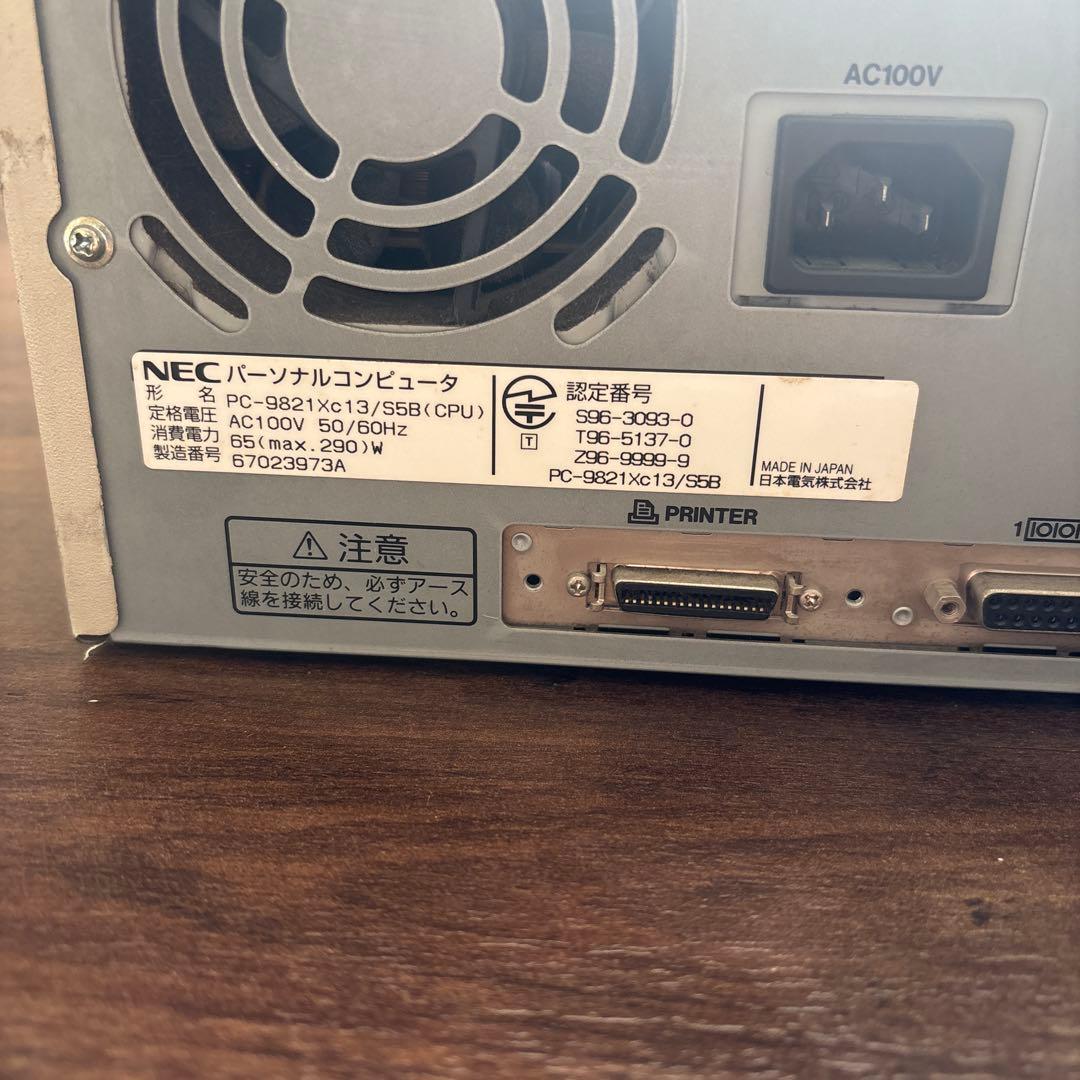 AC100V
NEC パーソナルコンピュータ
形 名 PC-9821Xc13/S5B(CPU)
定格電圧 AC100V 50/60Hz
消費電力 65(max.290)W
製造番号 67023973A
T
認定番号
S96-3093-0
T96-5137-0
Z96-9999-9
PC-9821Xc13/S5B
MADE IN JAPAN
日本電気株式会社
PRINTER
1
⚠ 注意
安全のため、必ずアース
線を接続してください。